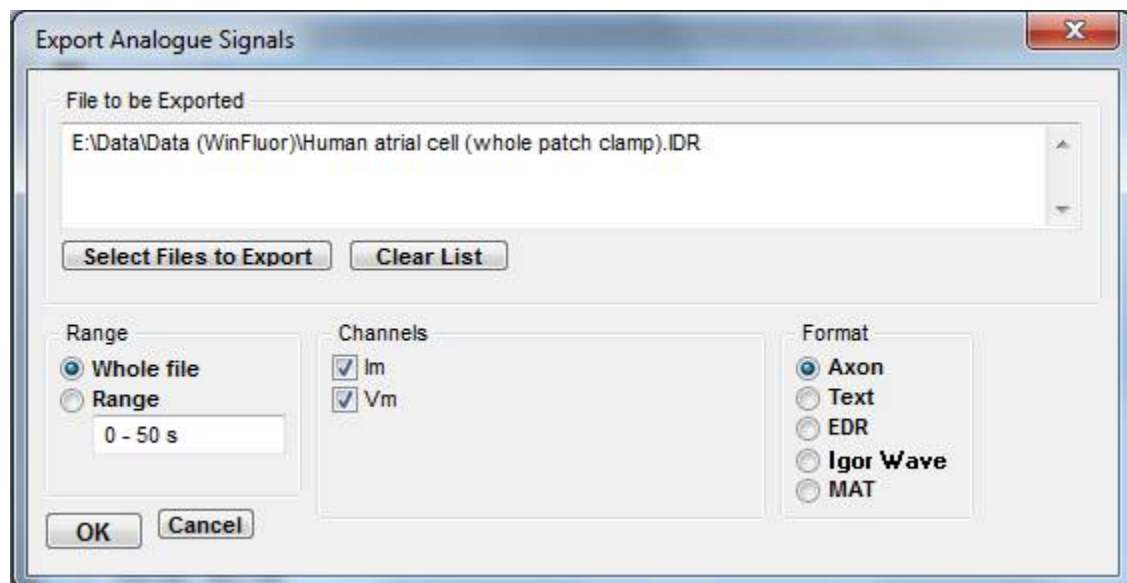 Export Analogue Signals
File to be Exported
E:\Data\Data (WinFluor)\Human atrial cell (whole patch clamp).IDR
Select Files to Export
Clear List
Range
Whole file
Range
0 - 50 s
Channels
Im
Vm
Format
Axon
Text
EDR
Igor Wave
MAT
OK
Cancel